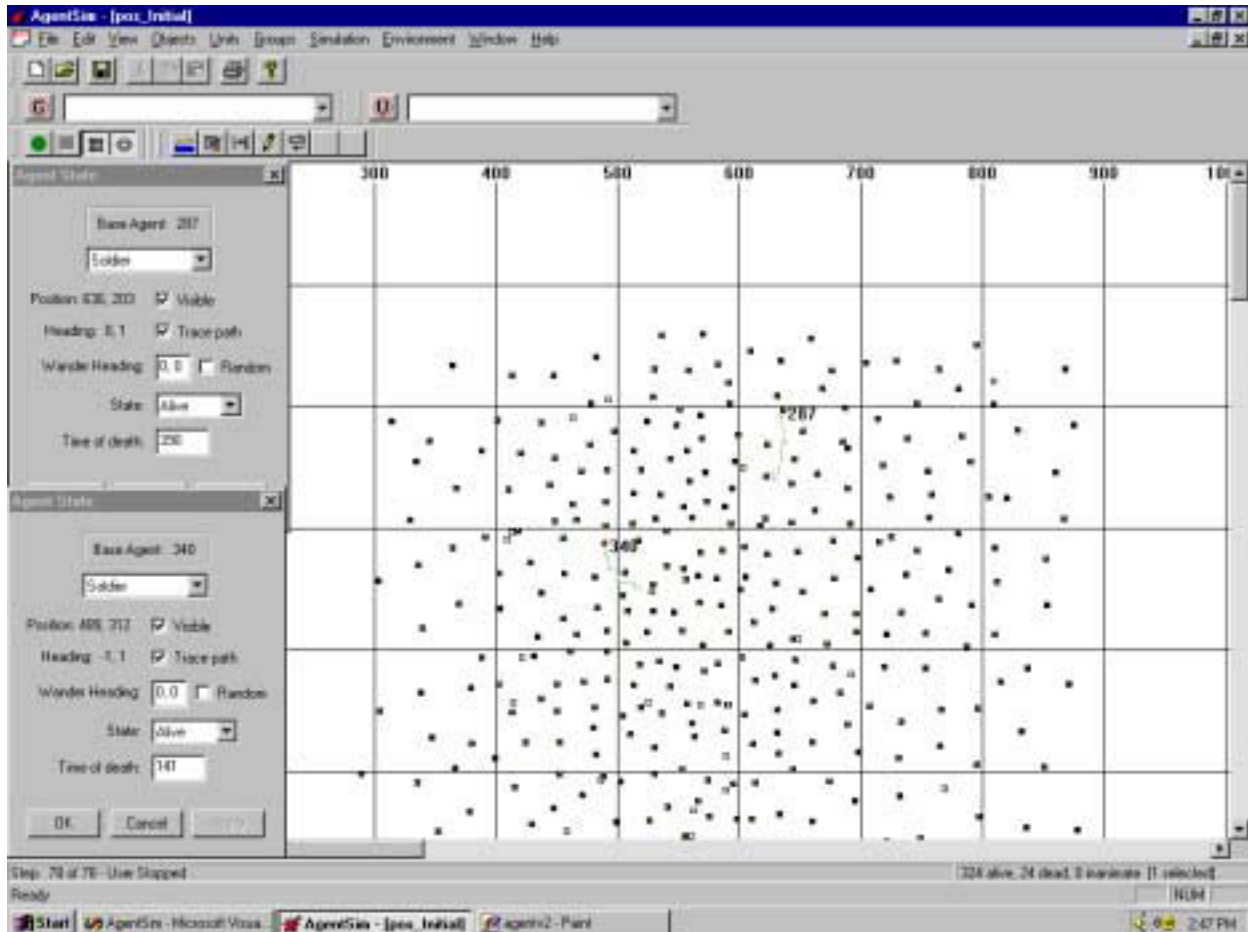 AgentSim - [pos_Initial]
File Edit View Objects Units Groups Simulation Environment Window Help
G U
Agent State
300 400 500 600 700 800 900
Base Agent: 287
Soldier
Position: 636, 203 Visible
Heading: 0, 1 Trace path
Wander Heading: 0, 0 Random
State: Alive
Time of death:
287
Agent State
Base Agent: 340
Soldier
Position: 489, 312 Visible
Heading: -1, 1 Trace path
Wander Heading: 0, 0 Random
State: Alive
Time of death: 141
340
OK Cancel
Step: 78 of 78 - User Stopped 324 alive, 24 dead, 0 inanimate [1 selected]
Ready NUM
Start AgentSim - Microsoft Visua... AgentSim - [pos_Initial] agentv2 - Paint 2:47 PM